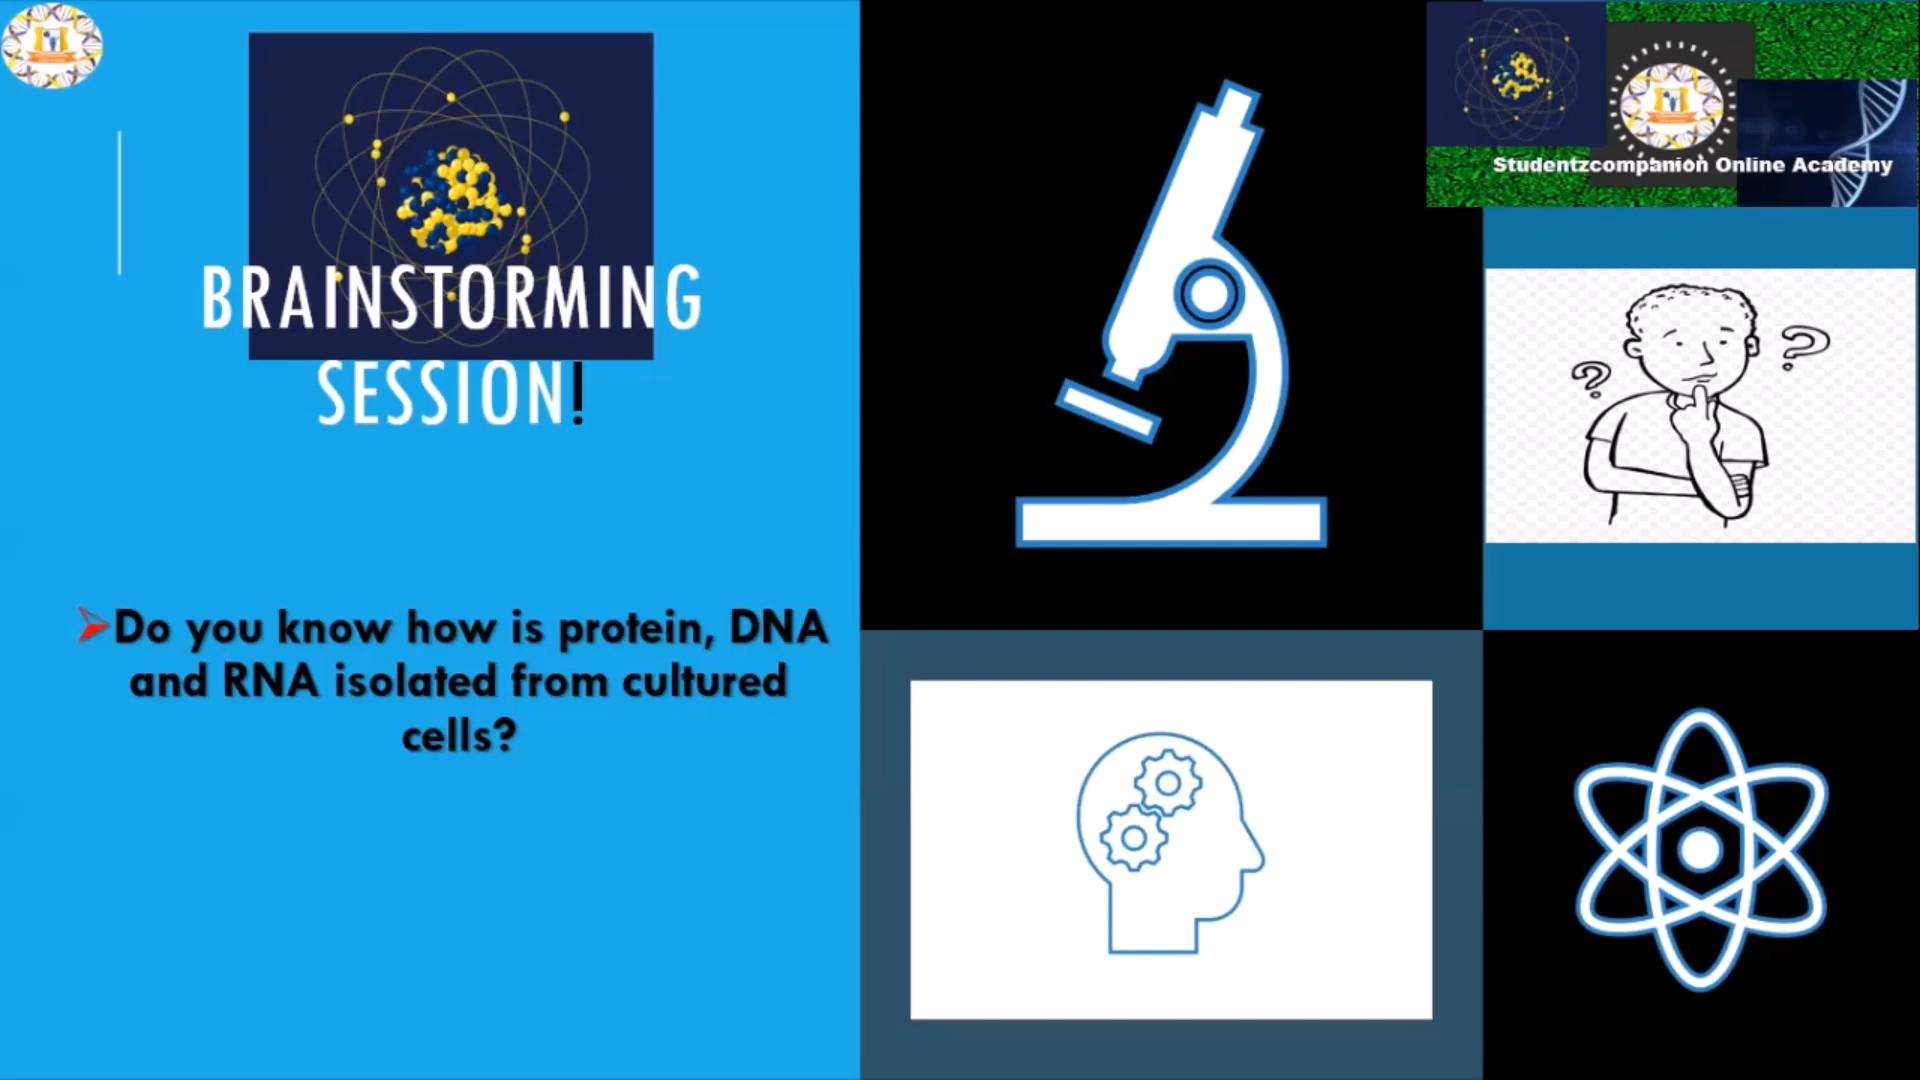 BRAINSTORMING
SESSION!
Do you know how is protein, DNA
and RNA isolated from cultured
cells?
Studentzcompanion Online Academy
? ?